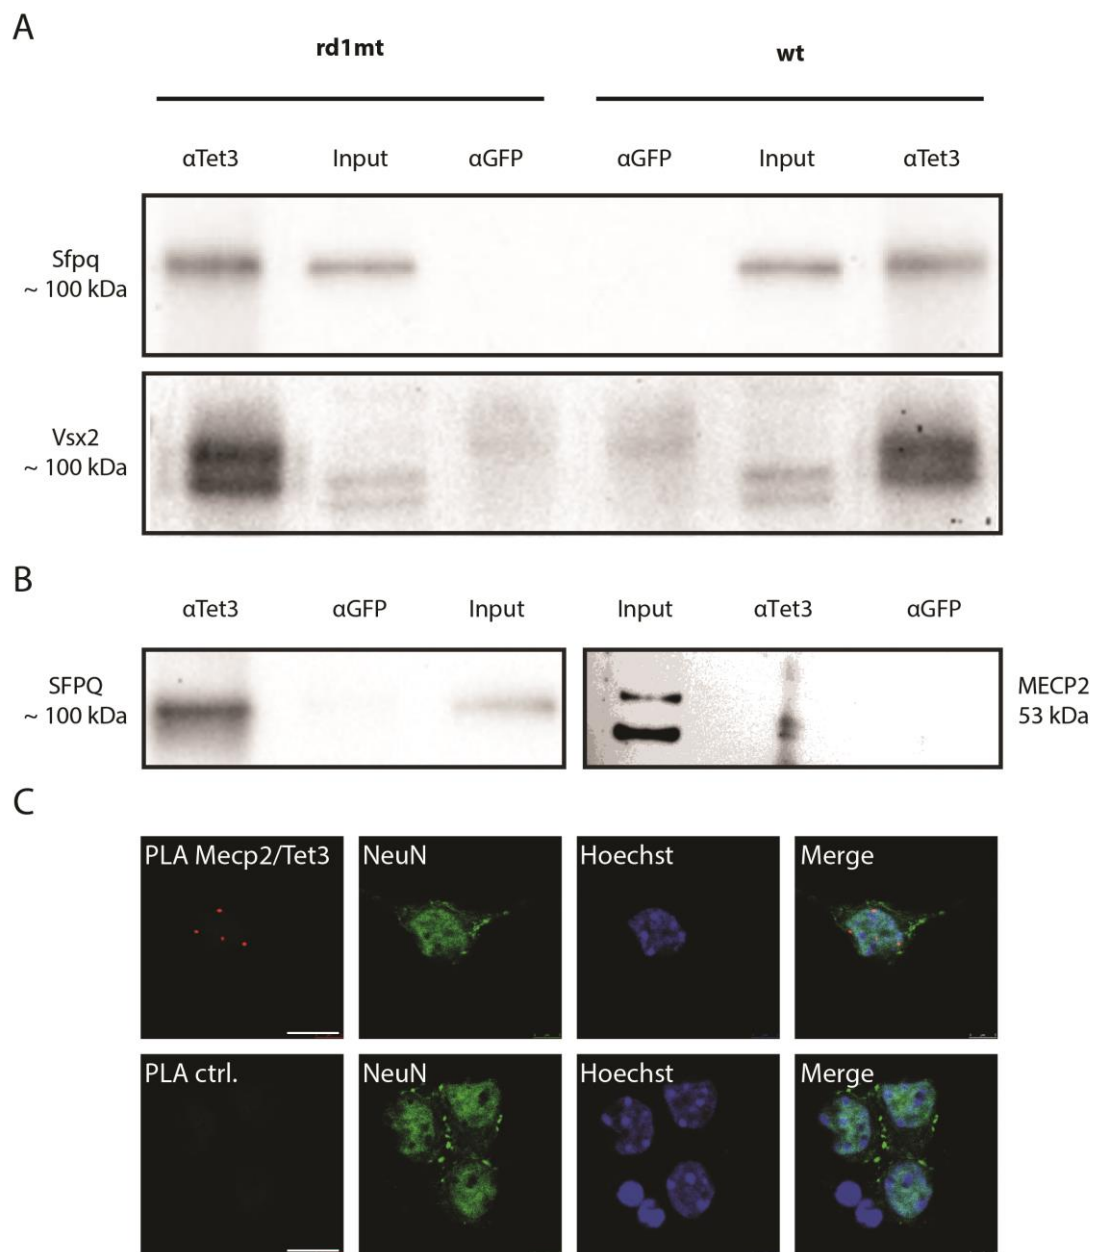 A
rd1mt
wt
αTet3
Input
αGFP
αGFP
Input
αTet3
Sfpq
~ 100 kDa
Vsx2
~ 100 kDa
B
αTet3
αGFP
Input
Input
αTet3
αGFP
SFPQ
~ 100 kDa
MECP2
53 kDa
C
PLA Mecp2/Tet3
NeuN
Hoechst
Merge
PLA ctrl.
NeuN
Hoechst
Merge